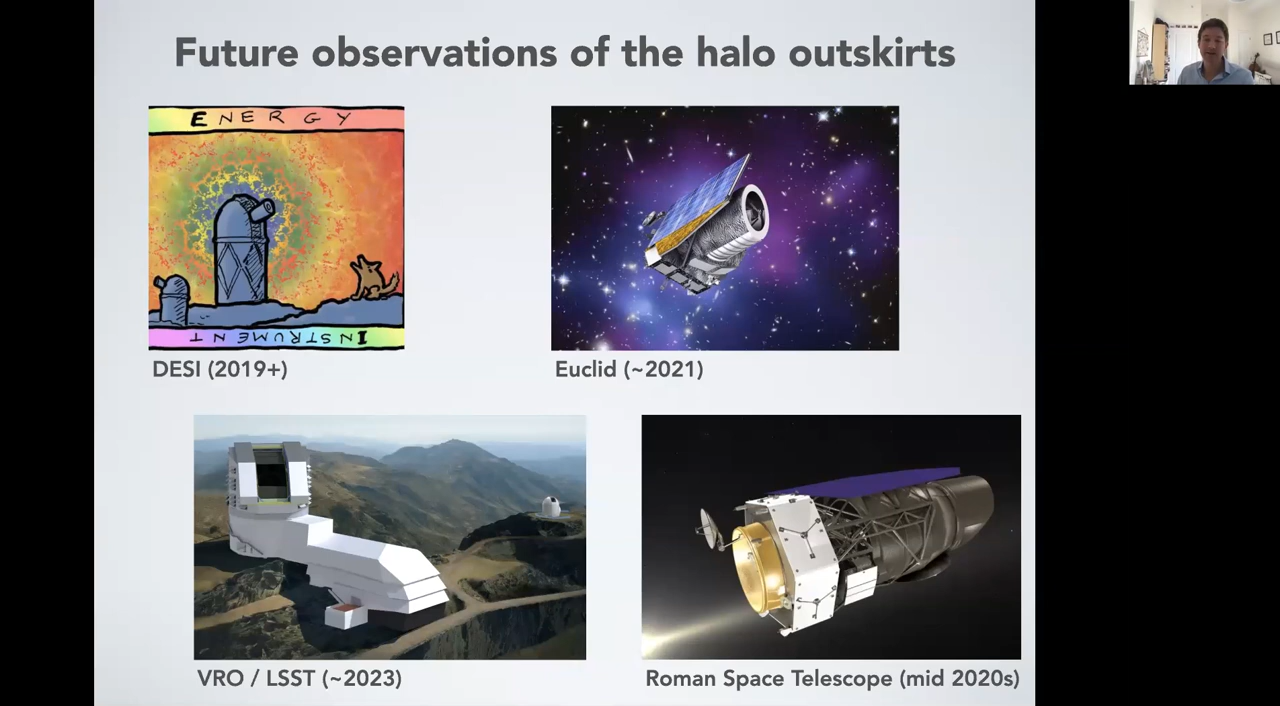 Future observations of the halo outskirts
ENERGY
INSTRUMENT
DESI (2019+)
Euclid (~2021)
VRO / LSST (~2023)
Roman Space Telescope (mid 2020s)